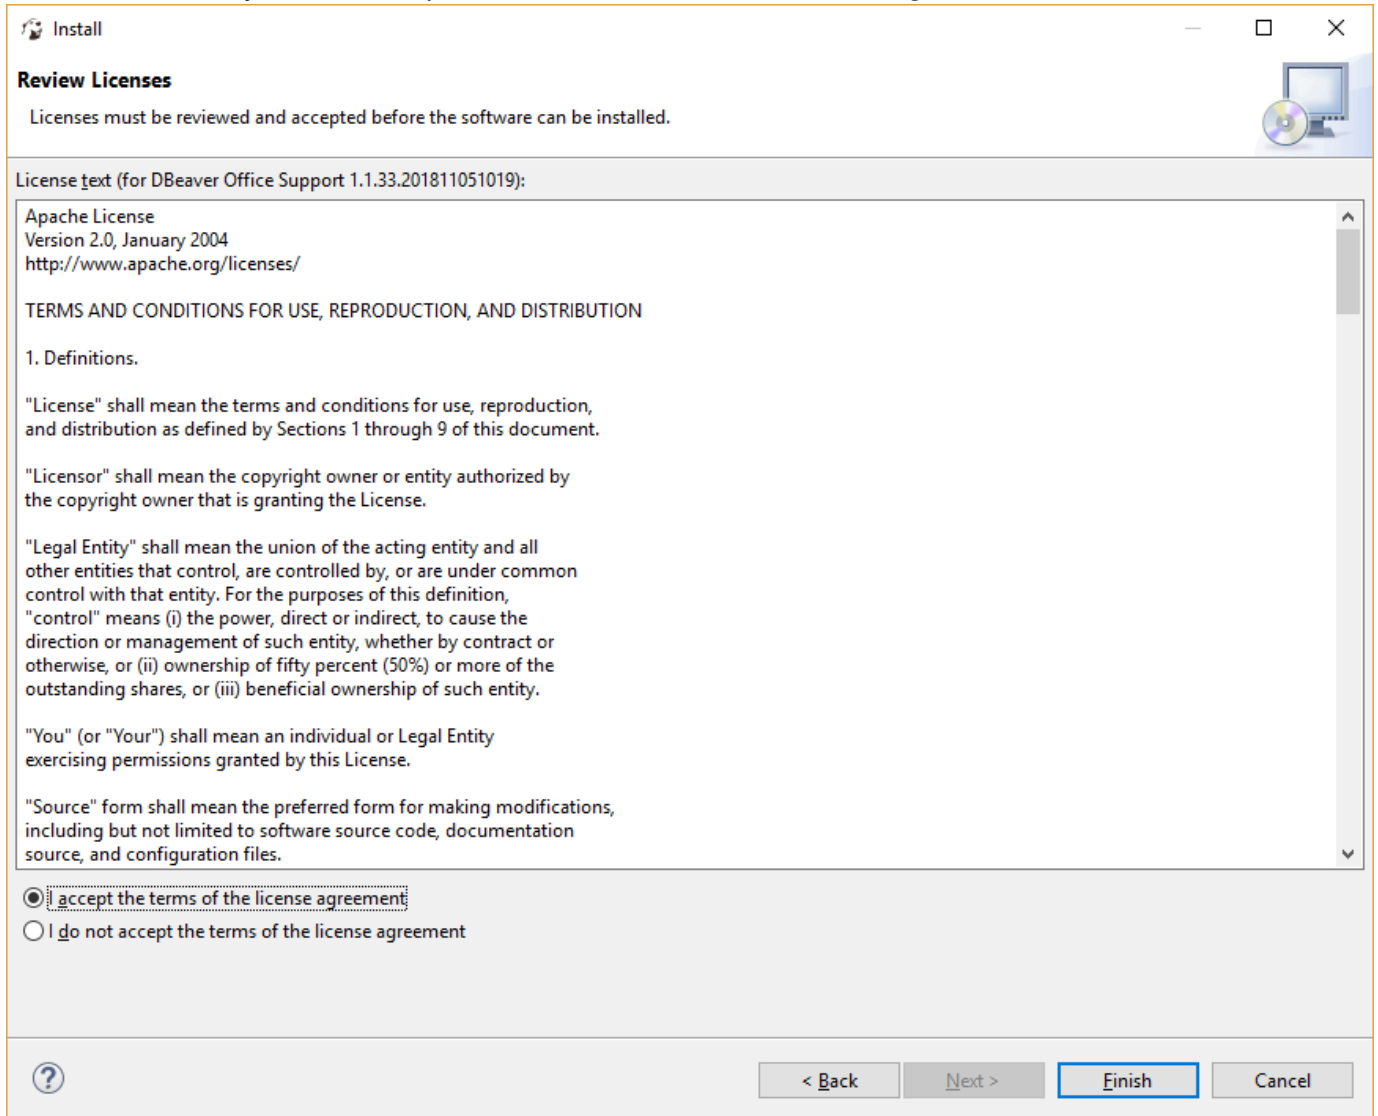 Install
Review Licenses
Licenses must be reviewed and accepted before the software can be installed.
License text (for DBeaver Office Support 1.1.33.201811051019):
Apache License
Version 2.0, January 2004
http://www.apache.org/licenses/
TERMS AND CONDITIONS FOR USE, REPRODUCTION, AND DISTRIBUTION
1. Definitions.
"License" shall mean the terms and conditions for use, reproduction,
and distribution as defined by Sections 1 through 9 of this document.
"Licensor" shall mean the copyright owner or entity authorized by
the copyright owner that is granting the License.
"Legal Entity" shall mean the union of the acting entity and all
other entities that control, are controlled by, or are under common
control with that entity. For the purposes of this definition,
"control" means (i) the power, direct or indirect, to cause the
direction or management of such entity, whether by contract or
otherwise, or (ii) ownership of fifty percent (50%) or more of the
outstanding shares, or (iii) beneficial ownership of such entity.
"You" (or "Your") shall mean an individual or Legal Entity
exercising permissions granted by this License.
"Source" form shall mean the preferred form for making modifications,
including but not limited to software source code, documentation
source, and configuration files.
I accept the terms of the license agreement
I do not accept the terms of the license agreement
? < Back Next > Finish Cancel